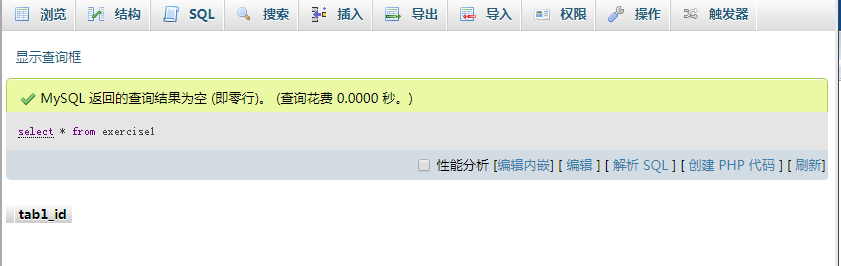 浏览 结构 SQL 搜索 插入 导出 导入 权限 操作 触发器
显示查询框
MySQL 返回的查询结果为空 (即零行)。 (查询花费 0.0000 秒。)
select * from exercise1
性能分析 [编辑内嵌] [ 编辑 ] [ 解析 SQL ] [ 创建 PHP 代码 ] [ 刷新]
tab1_id